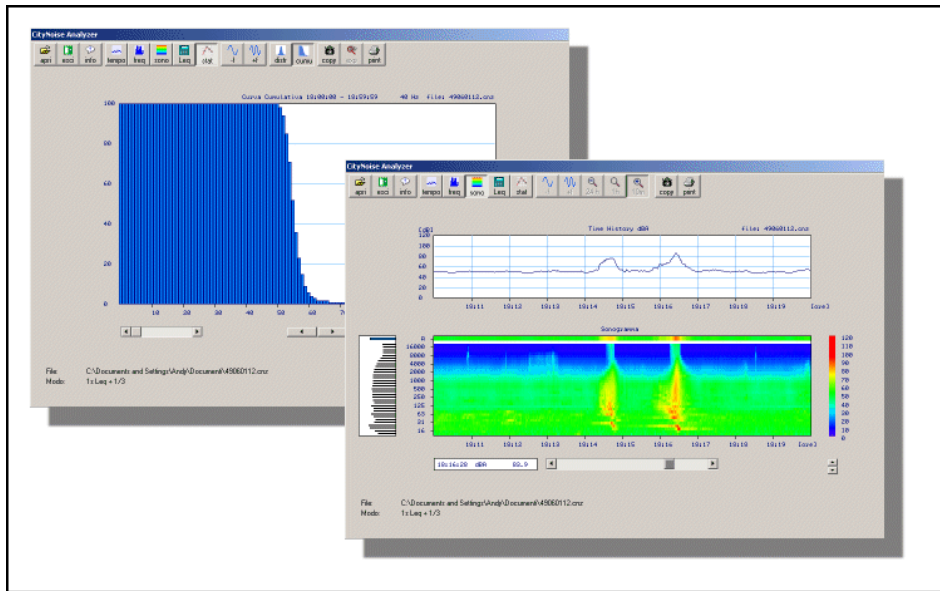 CityNoise Analyzer
apri esci info tempo freq sono Leq stat -f +f distr cumu copy print
Curva Cumulativa 18:00:00 - 18:59:59 40 Hz file: 49060112.cnr
100
80
60
40
20
0
10 20 30 40 50 60
File: C:\Documents and Settings\Andy\Documenti\49060112.cnr
Modo: 1s Leq + 1/3
CityNoise Analyzer
apri esci info tempo freq sono Leq stat copy print
[dB] Time History dBA file: 49060112.cnr
120
100
80
60
40
20
0
18:11 18:12 18:13 18:14 18:15 18:16 18:17 18:18 18:19 [ore]
Sonogramma
A
16000
8000
4000
2000
1000
500
250
125
63
31
16
120
110
100
90
80
70
60
50
40
30
20
10
0
18:11 18:12 18:13 18:14 18:15 18:16 18:17 18:18 18:19 [ore]
18:16:28 dBA 88.9
File: C:\Documents and Settings\Andy\Documenti\49060112.cnr
Modo: 1s Leq + 1/3